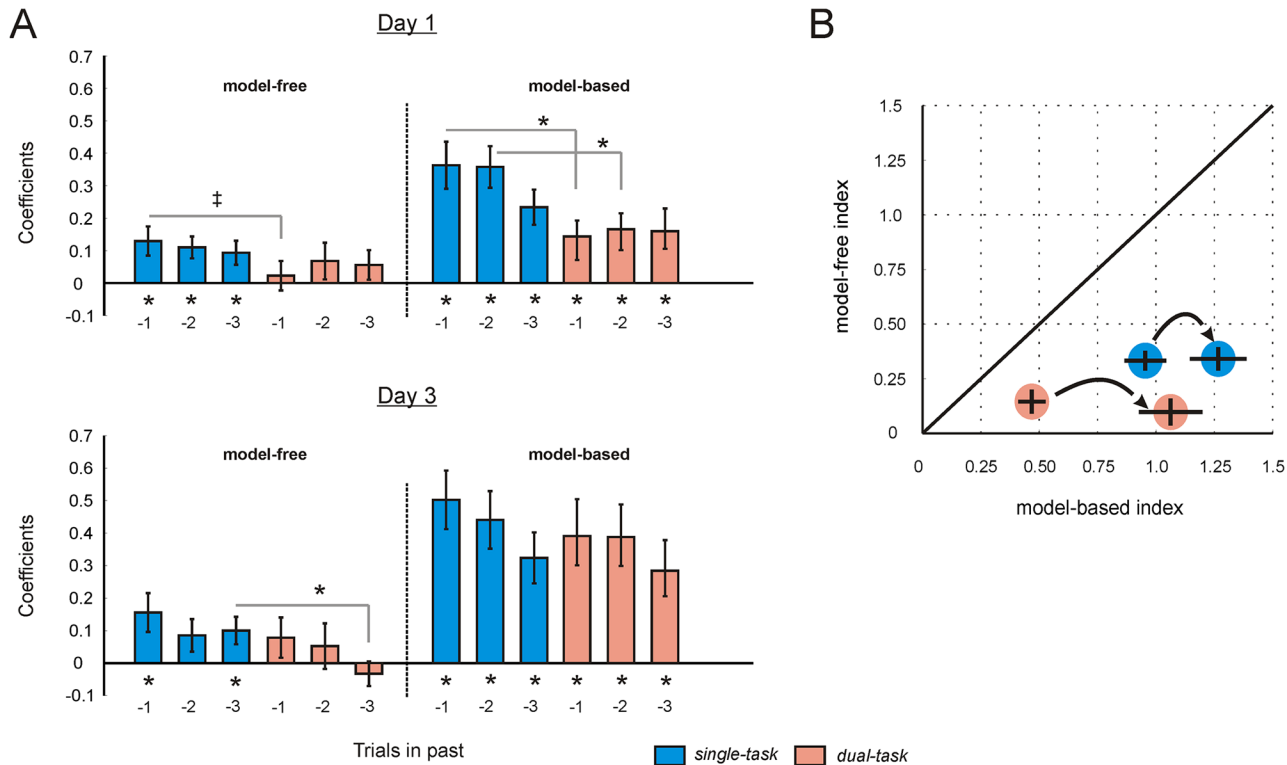 A
Day 1
0.7
0.6
0.5
0.4
0.3
0.2
0.1
0
-0.1
Coefficients
model-free
model-based
‡
*
*
* * * * * * * * *
-1 -2 -3 -1 -2 -3 -1 -2 -3 -1 -2 -3
Day 3
0.7
0.6
0.5
0.4
0.3
0.2
0.1
0
-0.1
Coefficients
model-free
model-based
*
* * * * * * * *
-1 -2 -3 -1 -2 -3 -1 -2 -3 -1 -2 -3
Trials in past
single-task dual-task
B
1.5
1.25
1.0
0.75
0.50
0.25
0
model-free index
0 0.25 0.50 0.75 1.0 1.25 1.5
model-based index